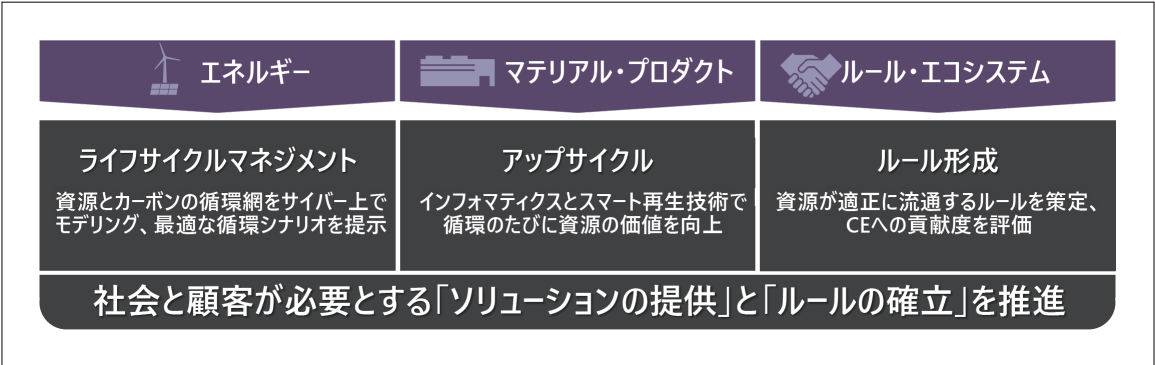 エネルギー
マテリアル・プロダクト
ルール・エコシステム
ライフサイクルマネジメント
資源とカーボンの循環網をサイバー上で
モデリング、最適な循環シナリオを提示
アップサイクル
インフォマティクスとスマート再生技術で
循環のたびに資源の価値を向上
ルール形成
資源が適正に流通するルールを策定、
CEへの貢献度を評価
社会と顧客が必要とする「ソリューションの提供」と「ルールの確立」を推進